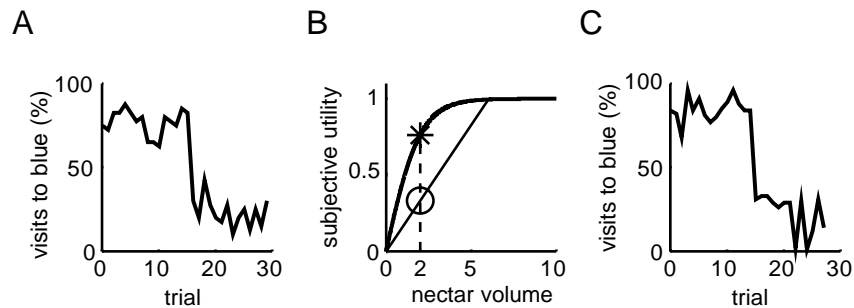 A
visits to blue (%)
100
50
0
0 10 20 30
trial
B
subjective utility
1
0.5
0
0 2 5 10
nectar volume
C
visits to blue (%)
100
50
0
0 10 20 30
trial